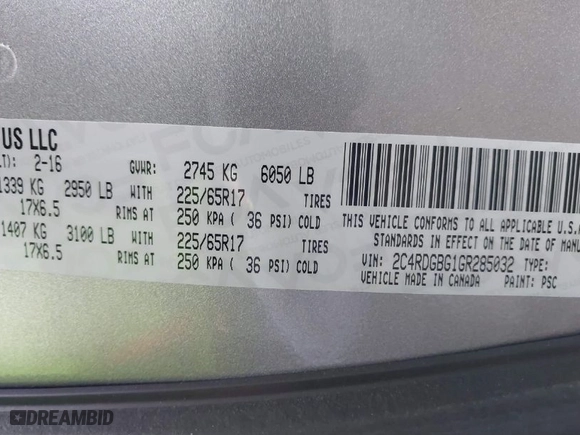 US LLC
LT): 2-16 GVWR: 2745 KG 6050 LB
1339 KG 2950 LB WITH 225/65R17 TIRES
17X6.5 RIMS AT 250 KPA ( 36 PSI) COLD
1407 KG 3100 LB WITH 225/65R17 TIRES
17X6.5 RIMS AT 250 KPA ( 36 PSI) COLD
THIS VEHICLE CONFORMS TO ALL APPLICABLE U.S.A
STANDARDS IN EFFECT ON THE DATE OF MANU
VIN: 2C4RDGBG1GR285032 TYPE:
VEHICLE MADE IN CANADA PAINT: PSC
DREAMBID